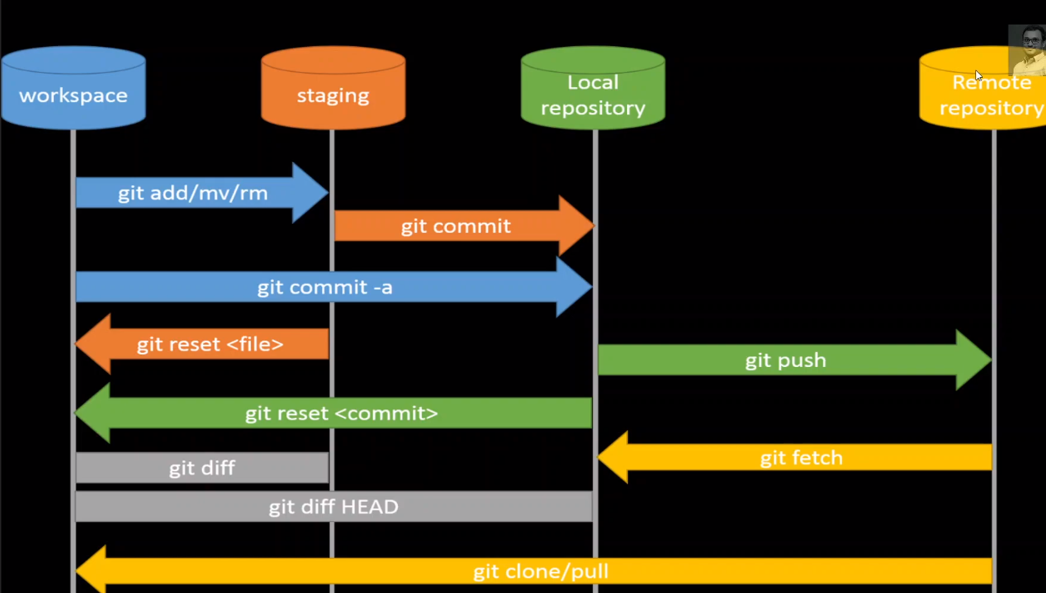 workspace
staging
Local
repository
Remote
repository
git add/mv/rm
git commit
git commit -a
git reset <file>
git push
git reset <commit>
git fetch
git diff
git diff HEAD
git clone/pull